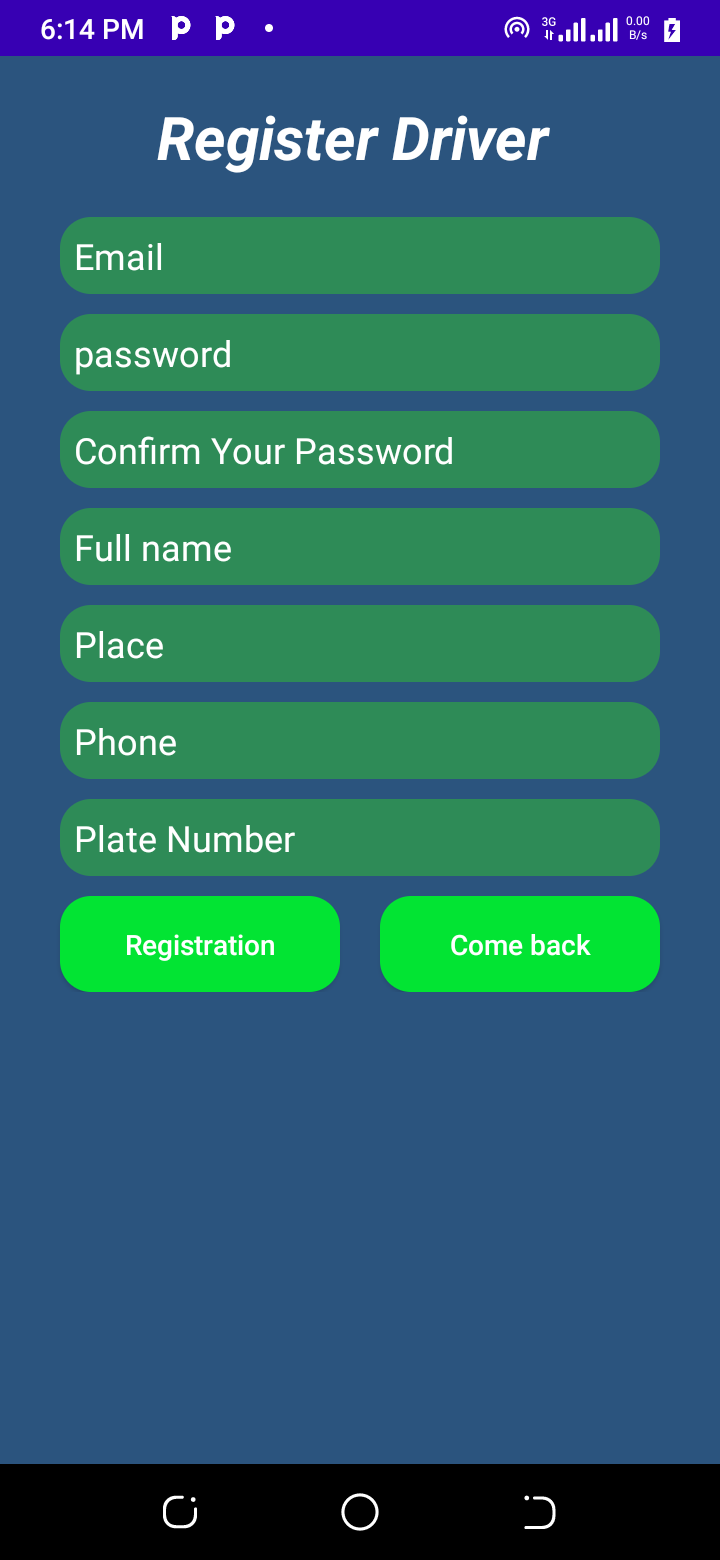 6:14 PM 3G 0.00 B/s
Register Driver
Email
password
Confirm Your Password
Full name
Place
Phone
Plate Number
Registration Come back